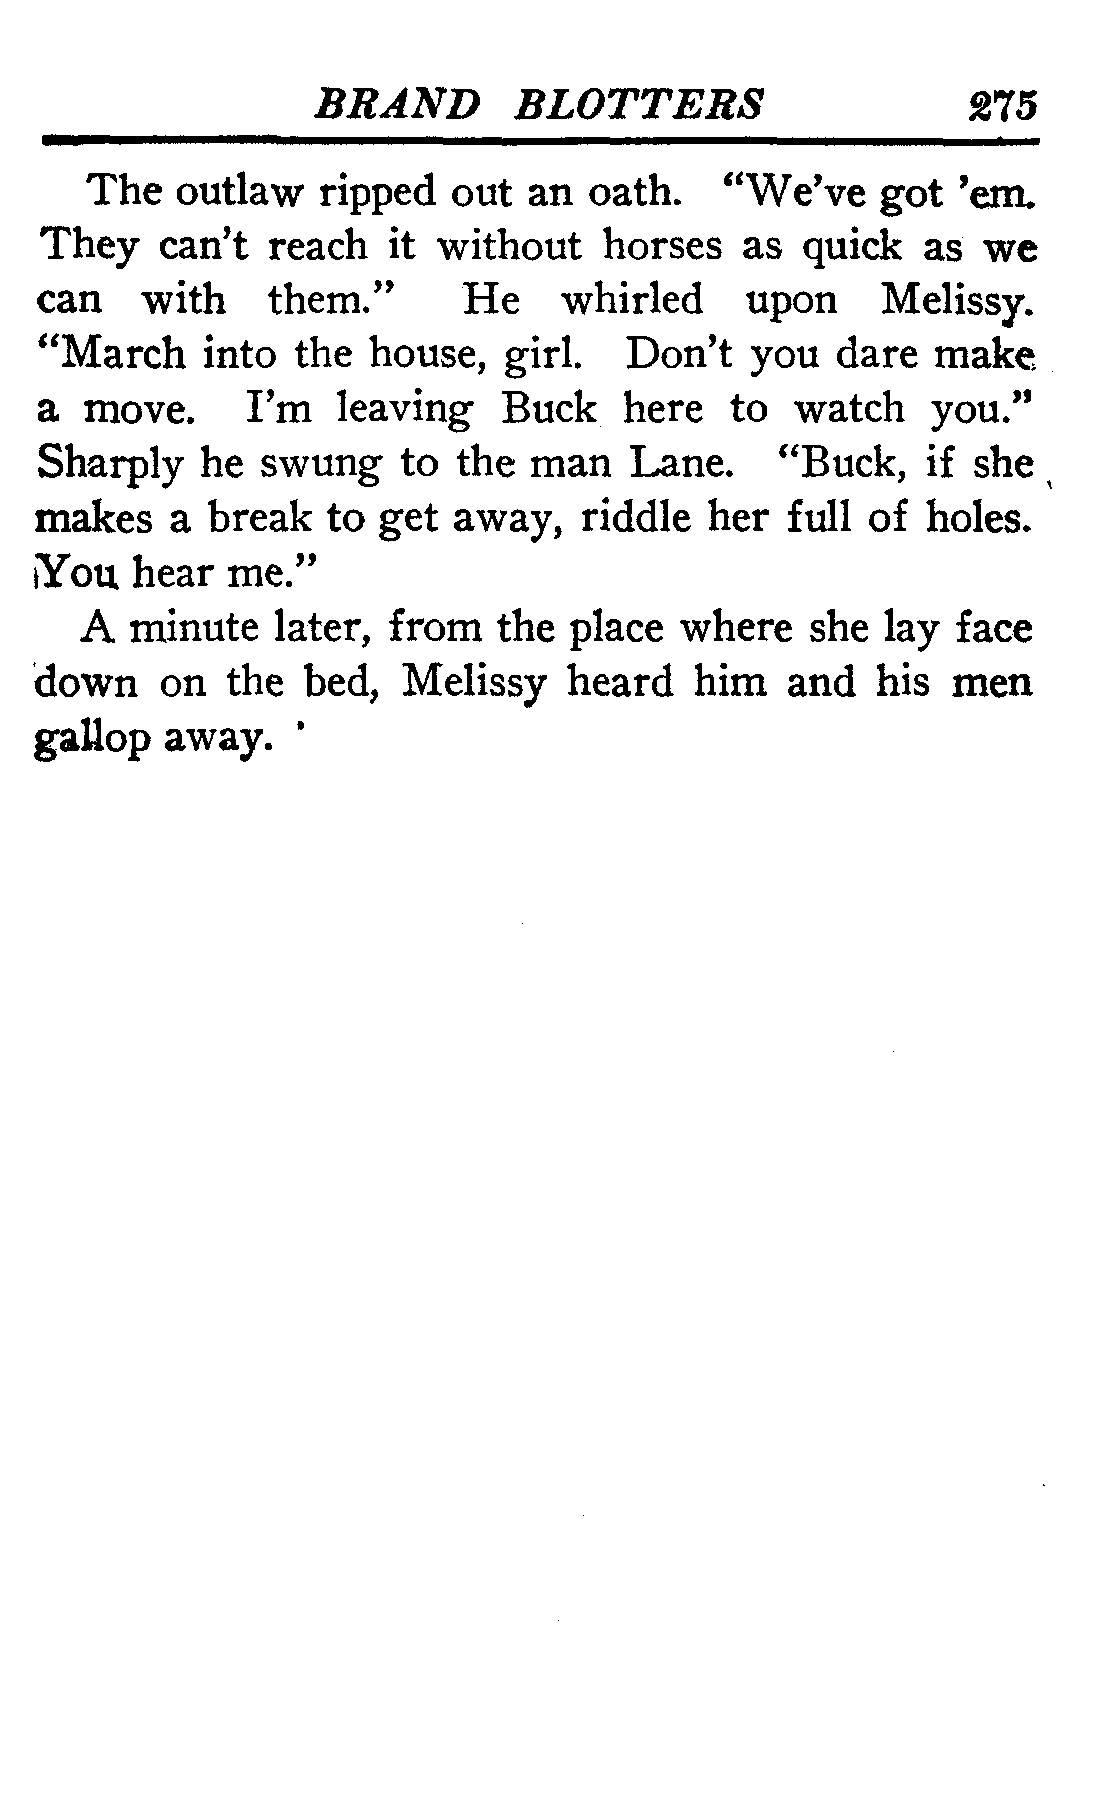 BRAND BLOTTERS 275
The outlaw ripped out an oath. “We’ve got ’em.
They can’t reach it without horses as quick as we
can with them.” He whirled upon Melissy.
“March into the house, girl. Don’t you dare make
a move. I’m leaving Buck here to watch you.”
Sharply he swung to the man Lane. “Buck, if she
makes a break to get away, riddle her full of holes.
You hear me.”
A minute later, from the place where she lay face
down on the bed, Melissy heard him and his men
gallop away.